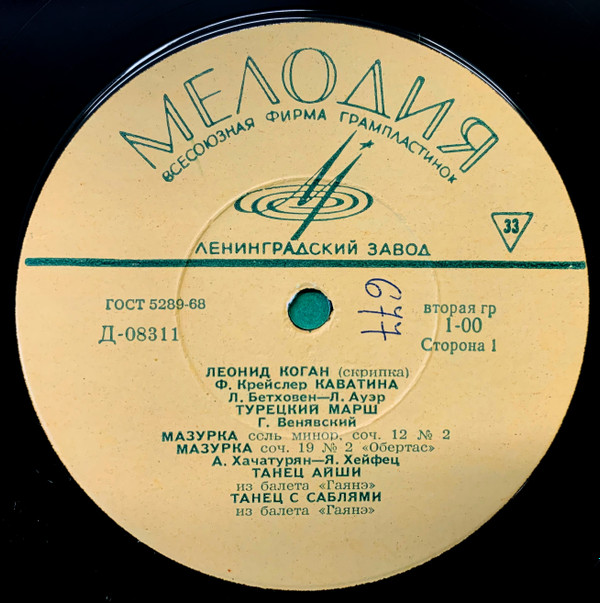 МЕЛОДИЯ
ВСЕСОЮЗНАЯ ФИРМА ГРАМПЛАСТИНОК
33
ЛЕНИНГРАДСКИЙ ЗАВОД
ГОСТ 5289-68
Д-08311
677
вторая гр
1-00
Сторона 1
ЛЕОНИД КОГАН (скрипка)
Ф. Крейслер КАВАТИНА
Л. Бетховен—Л. Ауэр
ТУРЕЦКИЙ МАРШ
Г. Венявский
МАЗУРКА соль минор, соч. 12 № 2
МАЗУРКА соч. 19 № 2 «Обертас»
А. Хачатурян—Я. Хейфец
ТАНЕЦ АЙШИ
из балета «Гаянэ»
ТАНЕЦ С САБЛЯМИ
из балета «Гаянэ»